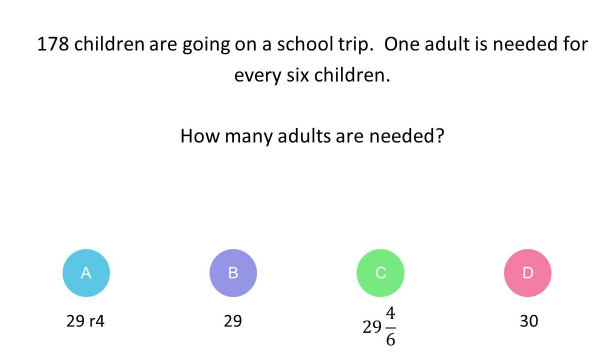 178 children are going on a school trip.  One adult is needed for
every six children.
How many adults are needed?
A B C D
29 r4 29 29 4/6 30